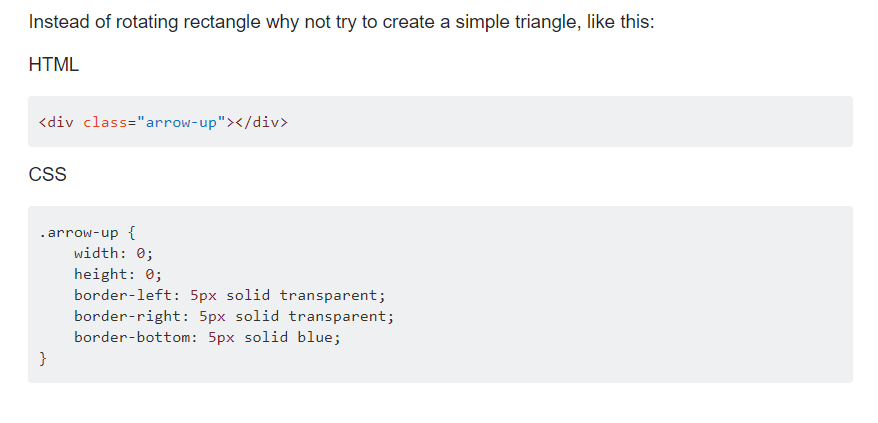 Instead of rotating rectangle why not try to create a simple triangle, like this:
HTML
<div class="arrow-up"></div>
CSS
.arrow-up {
    width: 0;
    height: 0;
    border-left: 5px solid transparent;
    border-right: 5px solid transparent;
    border-bottom: 5px solid blue;
}